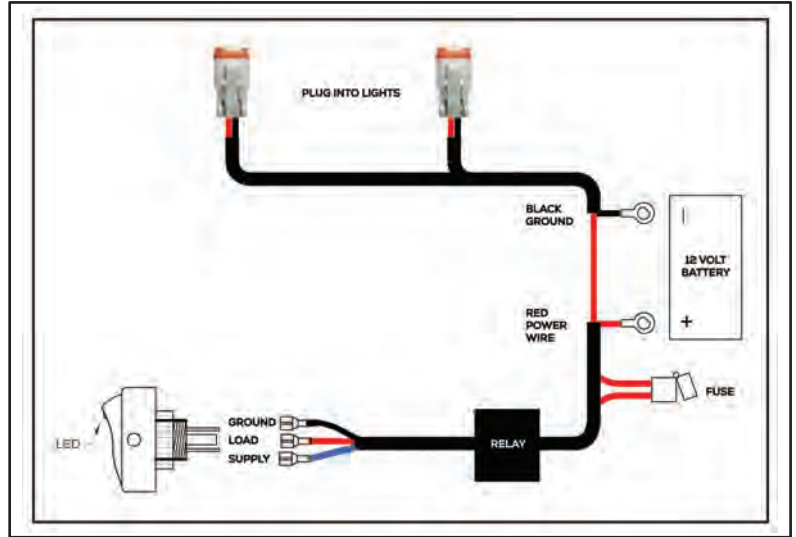 PLUG INTO LIGHTS
BLACK
GROUND
12 VOLT
BATTERY
RED
POWER
WIRE
+
FUSE
GROUND
LOAD
SUPPLY
LED
RELAY